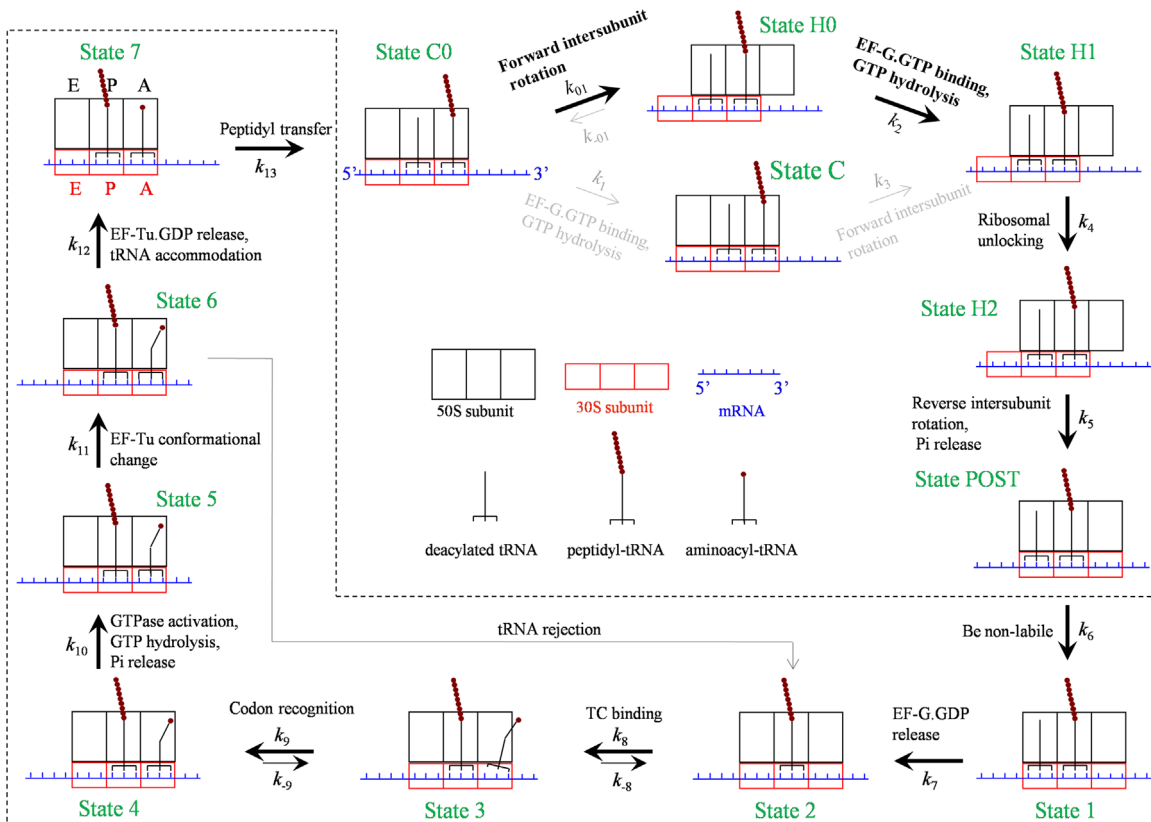 State 7
E P A
E P A
Peptidyl transfer
k13
State C0
5’ 3’
Forward intersubunit
rotation
k01
k-01
State H0
EF-G.GTP binding,
GTP hydrolysis
k2
State H1
k1
EF-G.GTP binding,
GTP hydrolysis
State C
k3
Forward intersubunit
rotation
Ribosomal
unlocking
k4
State H2
Reverse intersubunit
rotation,
Pi release
k5
State POST
50S subunit
30S subunit
5’ 3’
mRNA
deacylated tRNA
peptidyl-tRNA
aminoacyl-tRNA
k12
EF-Tu.GDP release,
tRNA accommodation
State 6
k11
EF-Tu conformational
change
State 5
k10
GTPase activation,
GTP hydrolysis,
Pi release
tRNA rejection
Be non-labile
k6
State 4
Codon recognition
k9
k-9
State 3
TC binding
k8
k-8
State 2
EF-G.GDP
release
k7
State 1